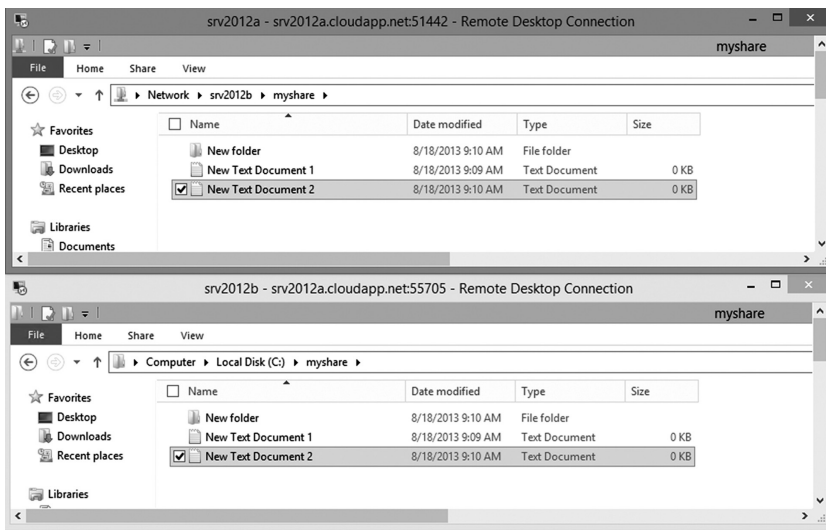 srv2012a - srv2012a.cloudapp.net:51442 - Remote Desktop Connection
myshare
File Home Share View
Network srv2012b myshare
Favorites
Desktop
Downloads
Recent places
Libraries
Documents
Name Date modified Type Size
New folder 8/18/2013 9:10 AM File folder
New Text Document 1 8/18/2013 9:09 AM Text Document 0 KB
New Text Document 2 8/18/2013 9:10 AM Text Document 0 KB
srv2012b - srv2012a.cloudapp.net:55705 - Remote Desktop Connection
myshare
File Home Share View
Computer Local Disk (C:) myshare
Favorites
Desktop
Downloads
Recent places
Libraries
Name Date modified Type Size
New folder 8/18/2013 9:10 AM File folder
New Text Document 1 8/18/2013 9:09 AM Text Document 0 KB
New Text Document 2 8/18/2013 9:10 AM Text Document 0 KB